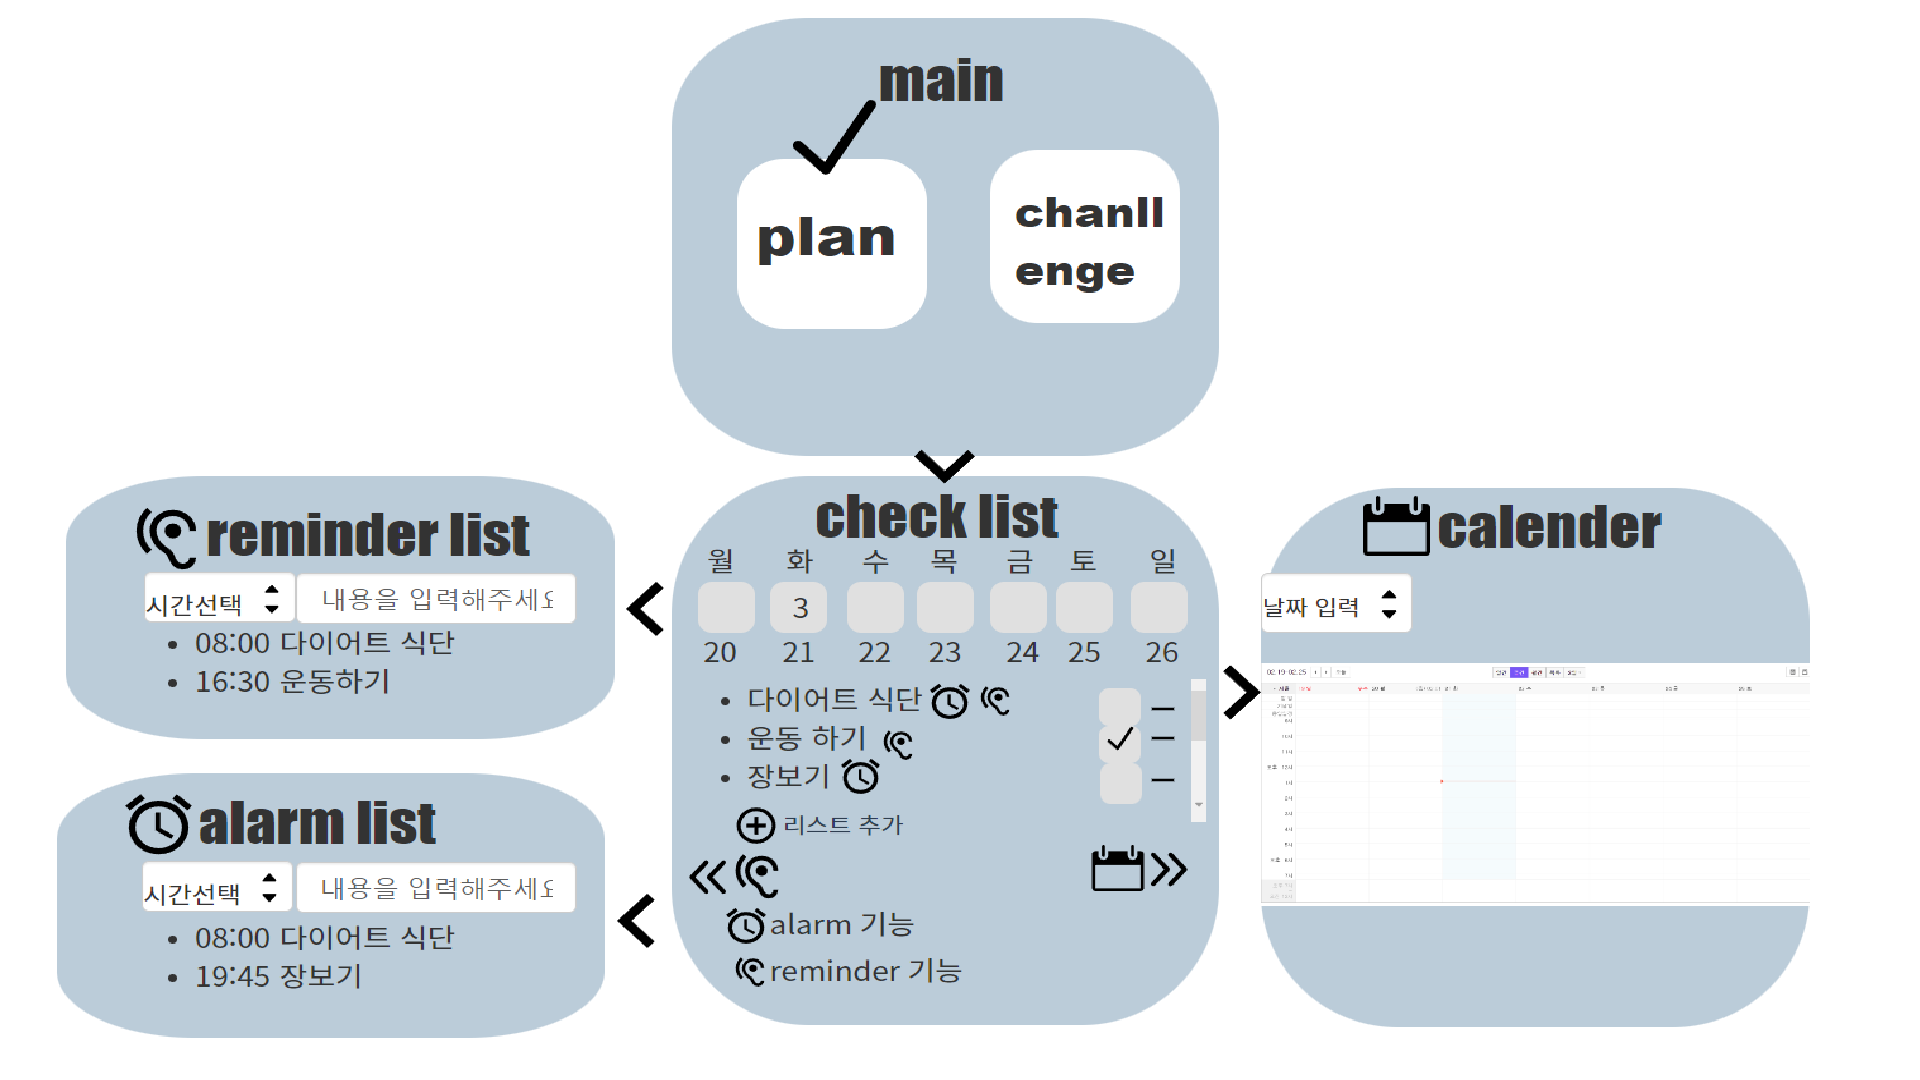 main
plan
chanll
enge
reminder list
시간선택
내용을 입력해주세요
08:00 다이어트 식단
16:30 운동하기
alarm list
시간선택
내용을 입력해주세요
08:00 다이어트 식단
19:45 장보기
check list
월 화 수 목 금 토 일
3
20 21 22 23 24 25 26
다이어트 식단
운동 하기
장보기
리스트 추가
alarm 기능
reminder 기능
calender
날짜 입력